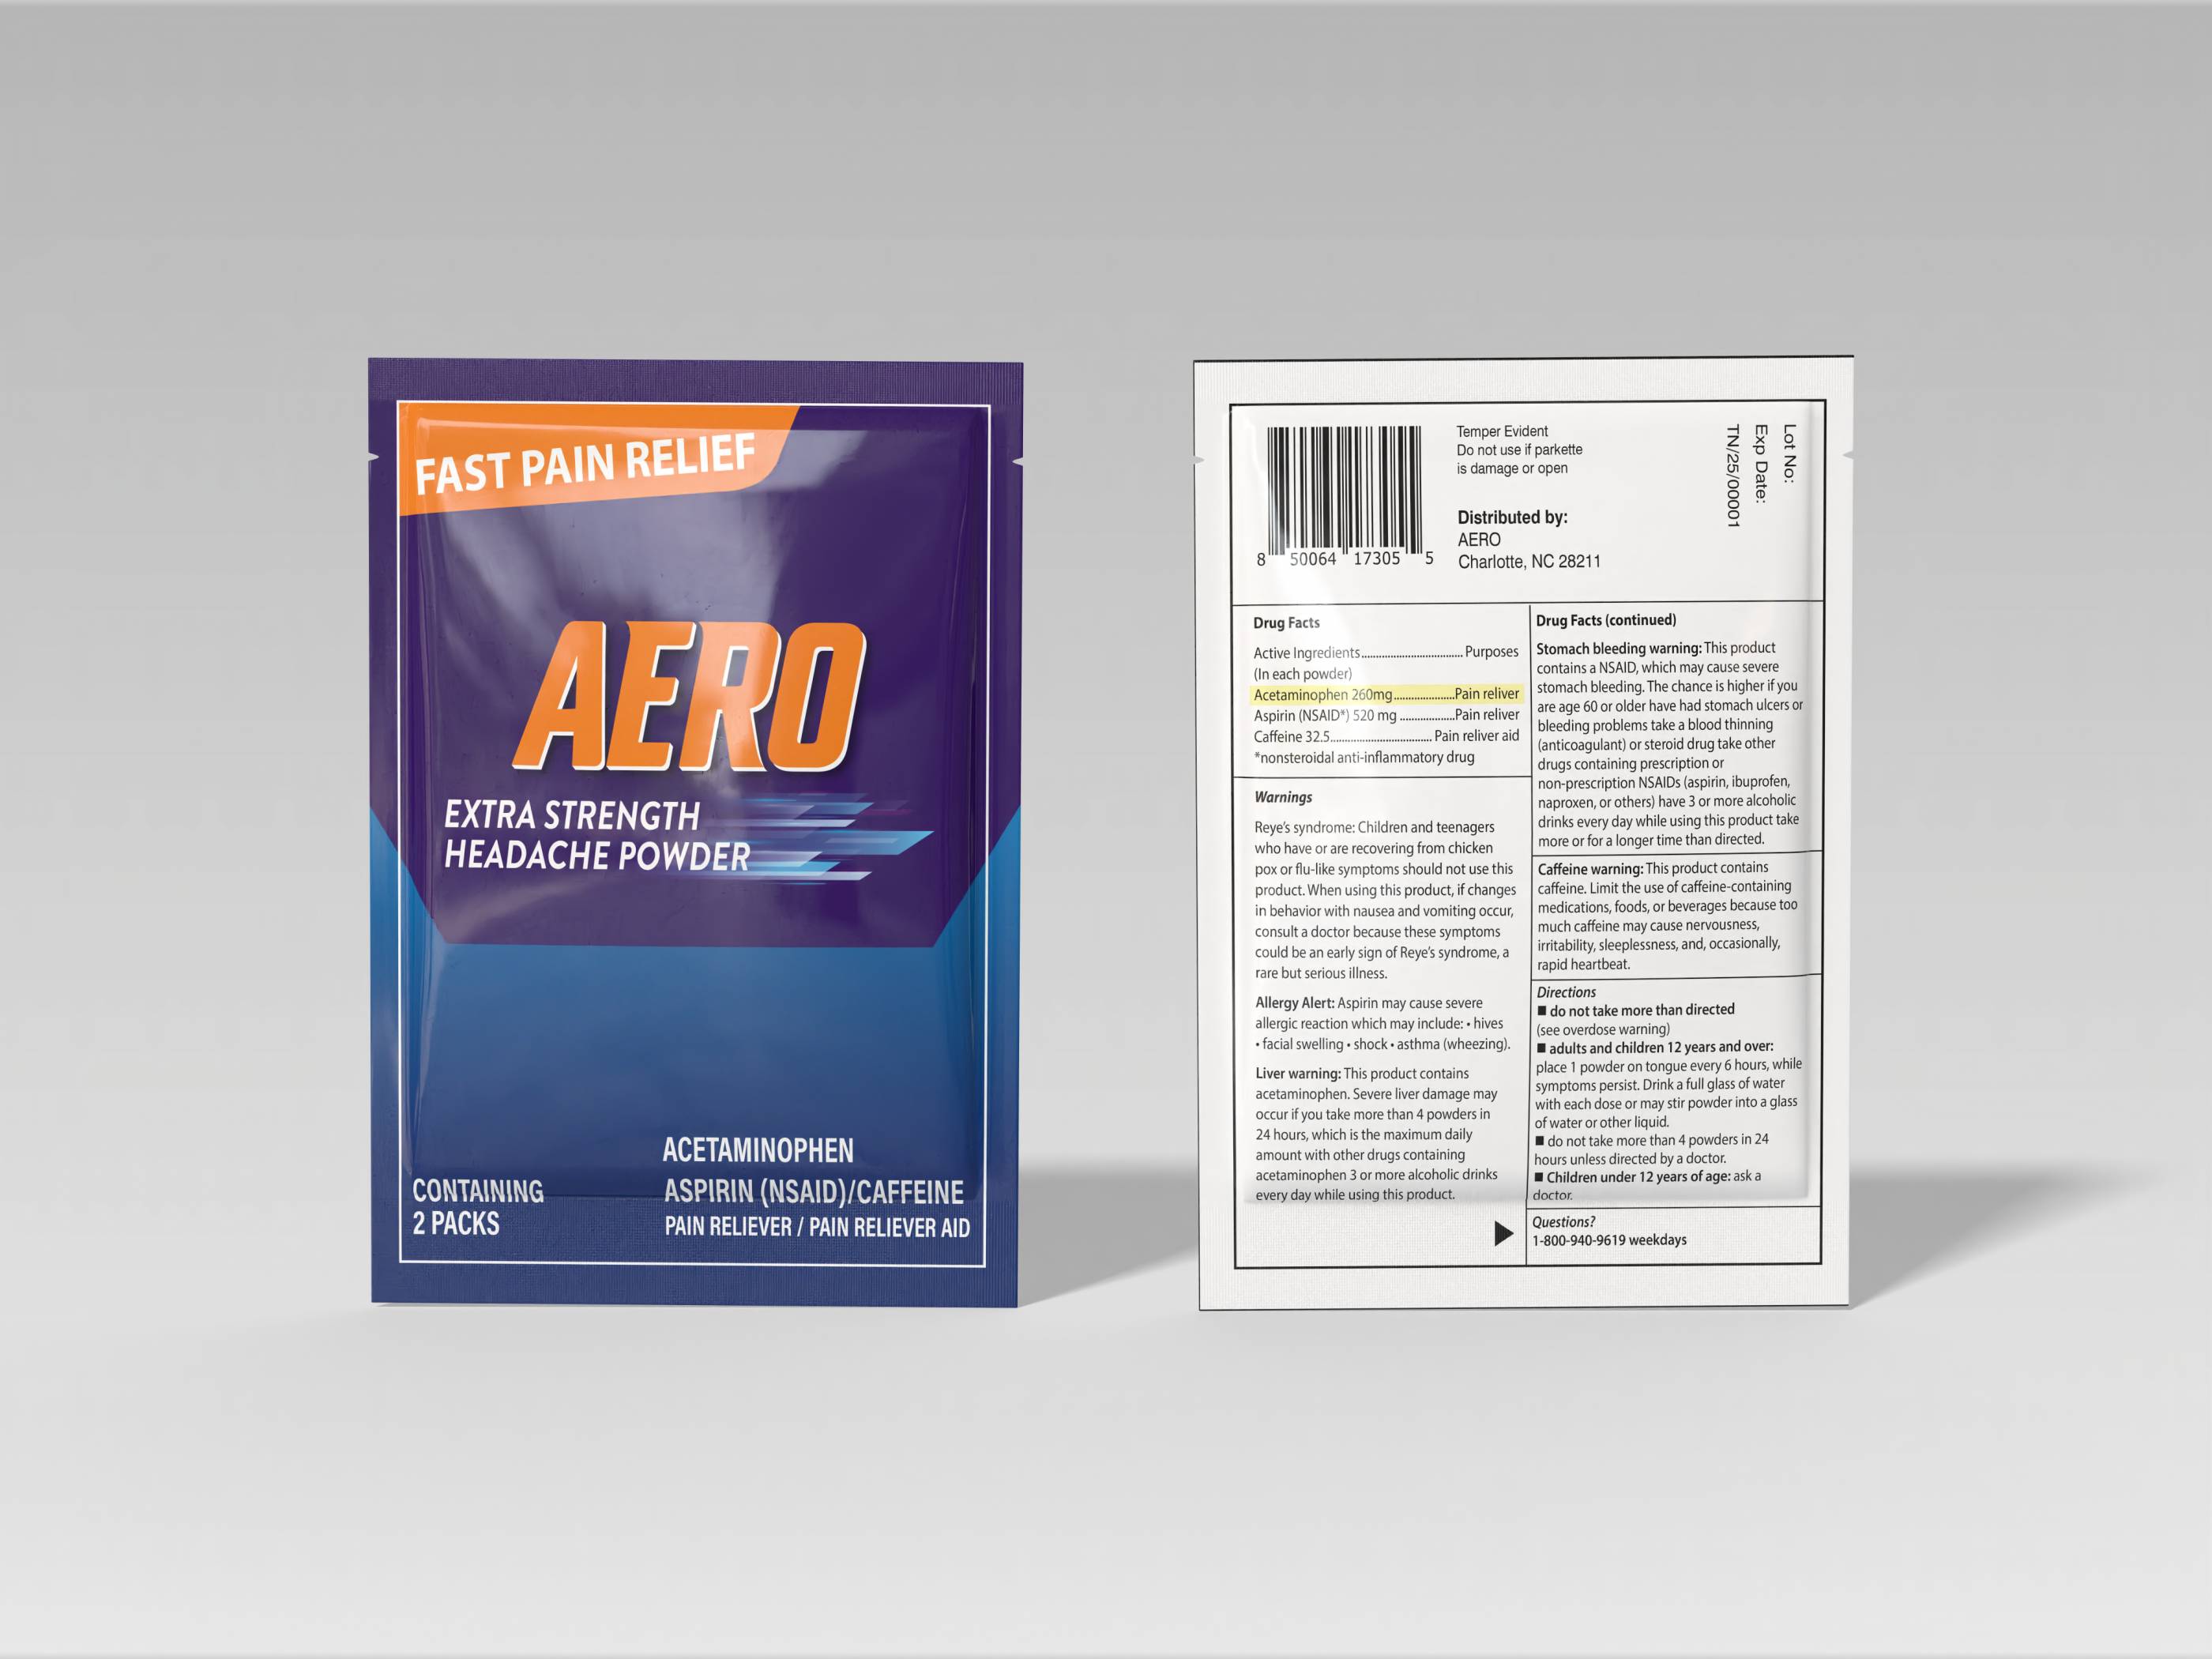 FAST PAIN RELIEF
AERO
EXTRA STRENGTH
HEADACHE POWDER
CONTAINING
2 PACKS
ACETAMINOPHEN
ASPIRIN (NSAID)/CAFFEINE
PAIN RELIEVER / PAIN RELIEVER AID
8 50064 17305 5
Temper Evident
Do not use if parkette
is damage or open
Distributed by:
AERO
Charlotte, NC 28211
Lot No:
Exp Date:
TN/25/00001
Drug Facts
Active Ingredients.................................. Purposes
(In each powder)
Acetaminophen 260mg....................Pain reliver
Aspirin (NSAID*) 520 mg ...................Pain reliver
Caffeine 32.5.................................. Pain reliver aid
*nonsteroidal anti-inflammatory drug
Warnings
Reye's syndrome: Children and teenagers
who have or are recovering from chicken
pox or flu-like symptoms should not use this
product. When using this product, if changes
in behavior with nausea and vomiting occur,
consult a doctor because these symptoms
could be an early sign of Reye's syndrome, a
rare but serious illness.
Allergy Alert: Aspirin may cause severe
allergic reaction which may include: • hives
• facial swelling • shock • asthma (wheezing).
Liver warning: This product contains
acetaminophen. Severe liver damage may
occur if you take more than 4 powders in
24 hours, which is the maximum daily
amount with other drugs containing
acetaminophen 3 or more alcoholic drinks
every day while using this product.
Drug Facts (continued)
Stomach bleeding warning: This product
contains a NSAID, which may cause severe
stomach bleeding. The chance is higher if you
are age 60 or older have had stomach ulcers or
bleeding problems take a blood thinning
(anticoagulant) or steroid drug take other
drugs containing prescription or
non-prescription NSAIDs (aspirin, ibuprofen,
naproxen, or others) have 3 or more alcoholic
drinks every day while using this product take
more or for a longer time than directed.
Caffeine warning: This product contains
caffeine. Limit the use of caffeine-containing
medications, foods, or beverages because too
much caffeine may cause nervousness,
irritability, sleeplessness, and, occasionally,
rapid heartbeat.
Directions
■ do not take more than directed
(see overdose warning)
■ adults and children 12 years and over:
place 1 powder on tongue every 6 hours, while
symptoms persist. Drink a full glass of water
with each dose or may stir powder into a glass
of water or other liquid.
■ do not take more than 4 powders in 24
hours unless directed by a doctor.
■ Children under 12 years of age: ask a
doctor.
Questions?
1-800-940-9619 weekdays